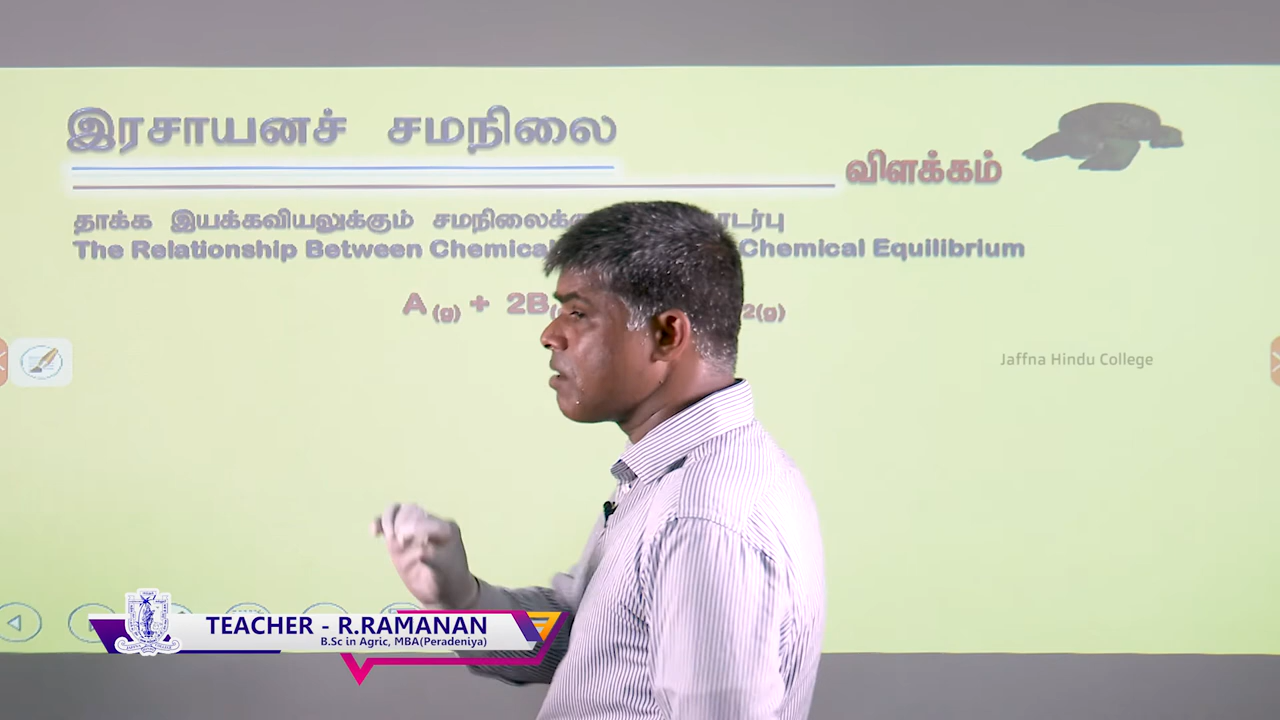 இரசாயனச் சமநிலை
விளக்கம்
தாக்க இயக்கவியலுக்கும்
The Relationship Between Chemical Chemical Equilibrium
A (g) + 2B 2(g)
Jaffna Hindu College
TEACHER - R.RAMANAN
B.Sc in Agric, MBA(Peradeniya)